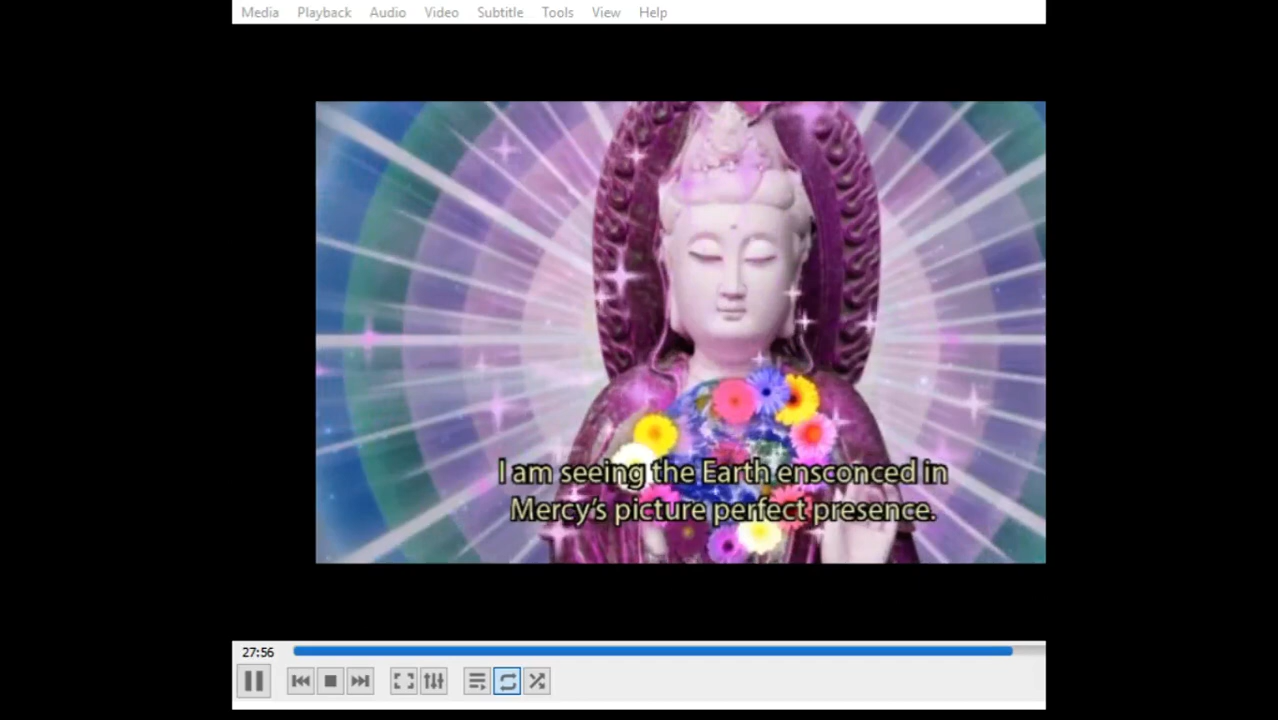 Media Playback Audio Video Subtitle Tools View Help
I am seeing the Earth ensconced in
Mercy's picture perfect presence.
27:56